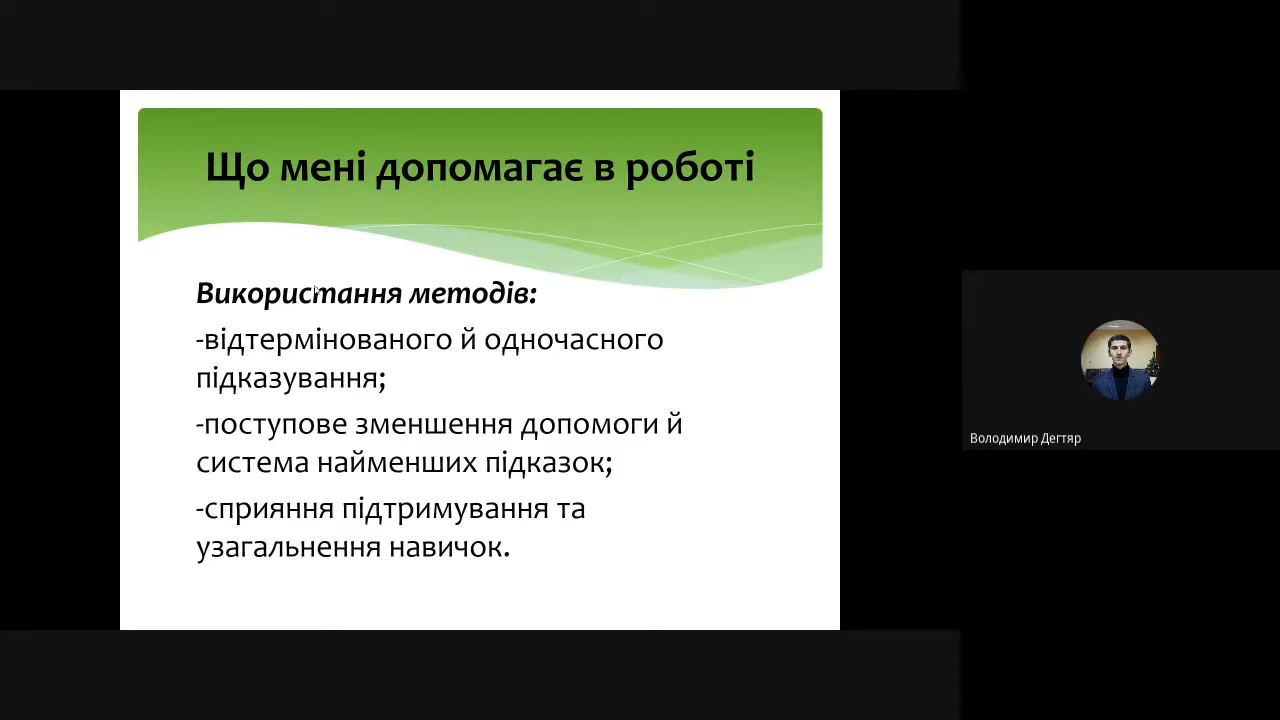 Що мені допомагає в роботі
Використання методів:
-відтермінованого й одночасного
підказування;
-поступове зменшення допомоги й
система найменших підказок;
-сприяння підтримування та
узагальнення навичок.
Володимир Дегтяр